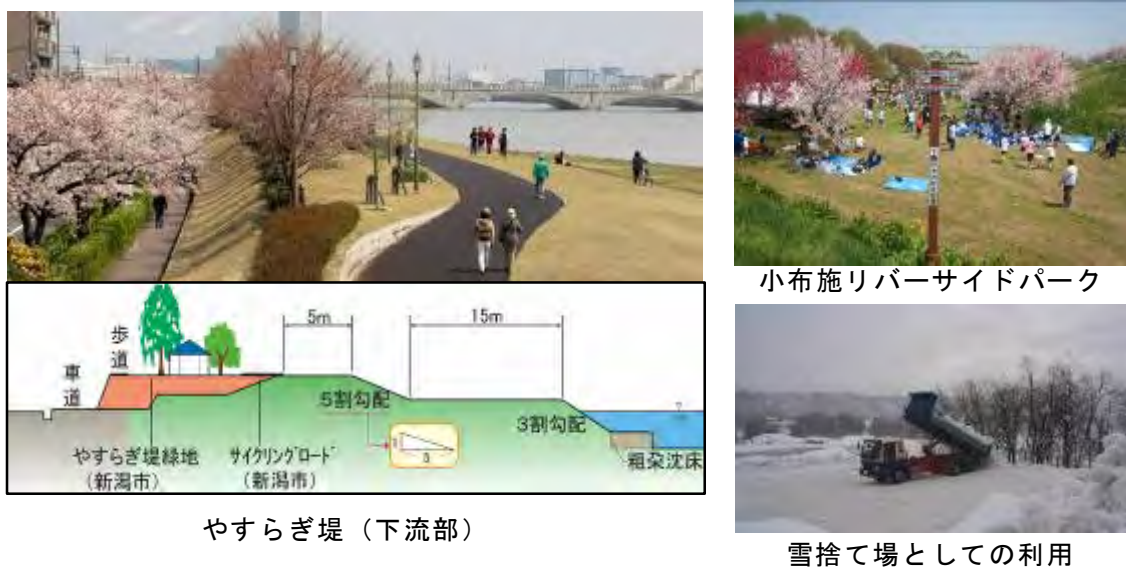 小布施リバーサイドパーク
5m
15m
歩道
車道
5割勾配
3割勾配
やすらぎ堤緑地
(新潟市)
サイクリングロード
(新潟市)
粗朶沈床
やすらぎ堤（下流部）
雪捨て場としての利用